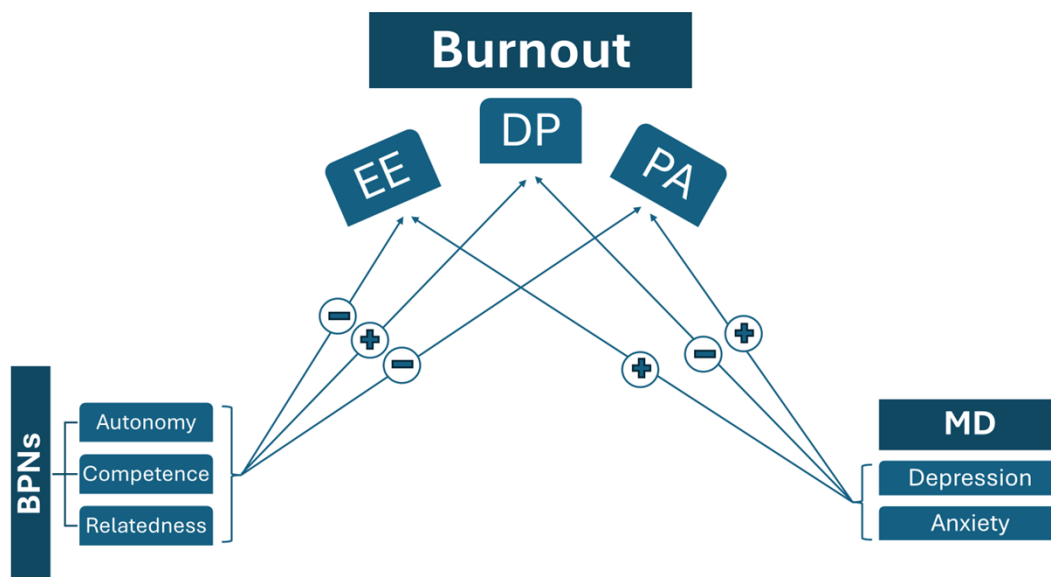 Burnout
EE
DP
PA
BPNs
Autonomy
Competence
Relatedness
MD
Depression
Anxiety